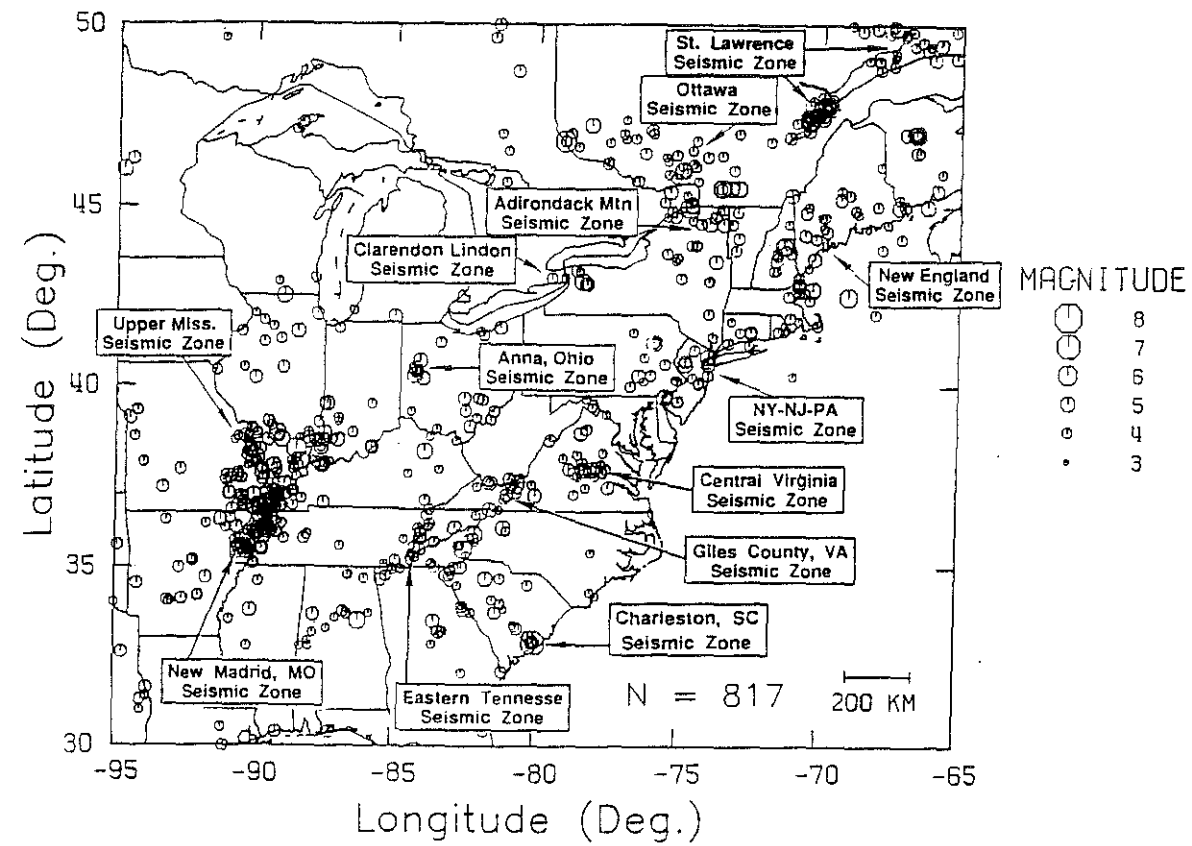 50
45
40
35
30
Latitude (Deg.)
-95
-90
-85
-80
-75
-70
-65
Longitude (Deg.)
St. Lawrence
Seismic Zone
Ottawa
Seismic Zone
Adirondack Mtn
Seismic Zone
Clarendon Lindon
Seismic Zone
New England
Seismic Zone
Upper Miss.
Seismic Zone
Anna, Ohio
Seismic Zone
NY-NJ-PA
Seismic Zone
Central Virginia
Seismic Zone
Giles County, VA
Seismic Zone
Charleston, SC
Seismic Zone
New Madrid, MO
Seismic Zone
Eastern Tennesse
Seismic Zone
N = 817
200 KM
MAGNITUDE
8
7
6
5
4
3